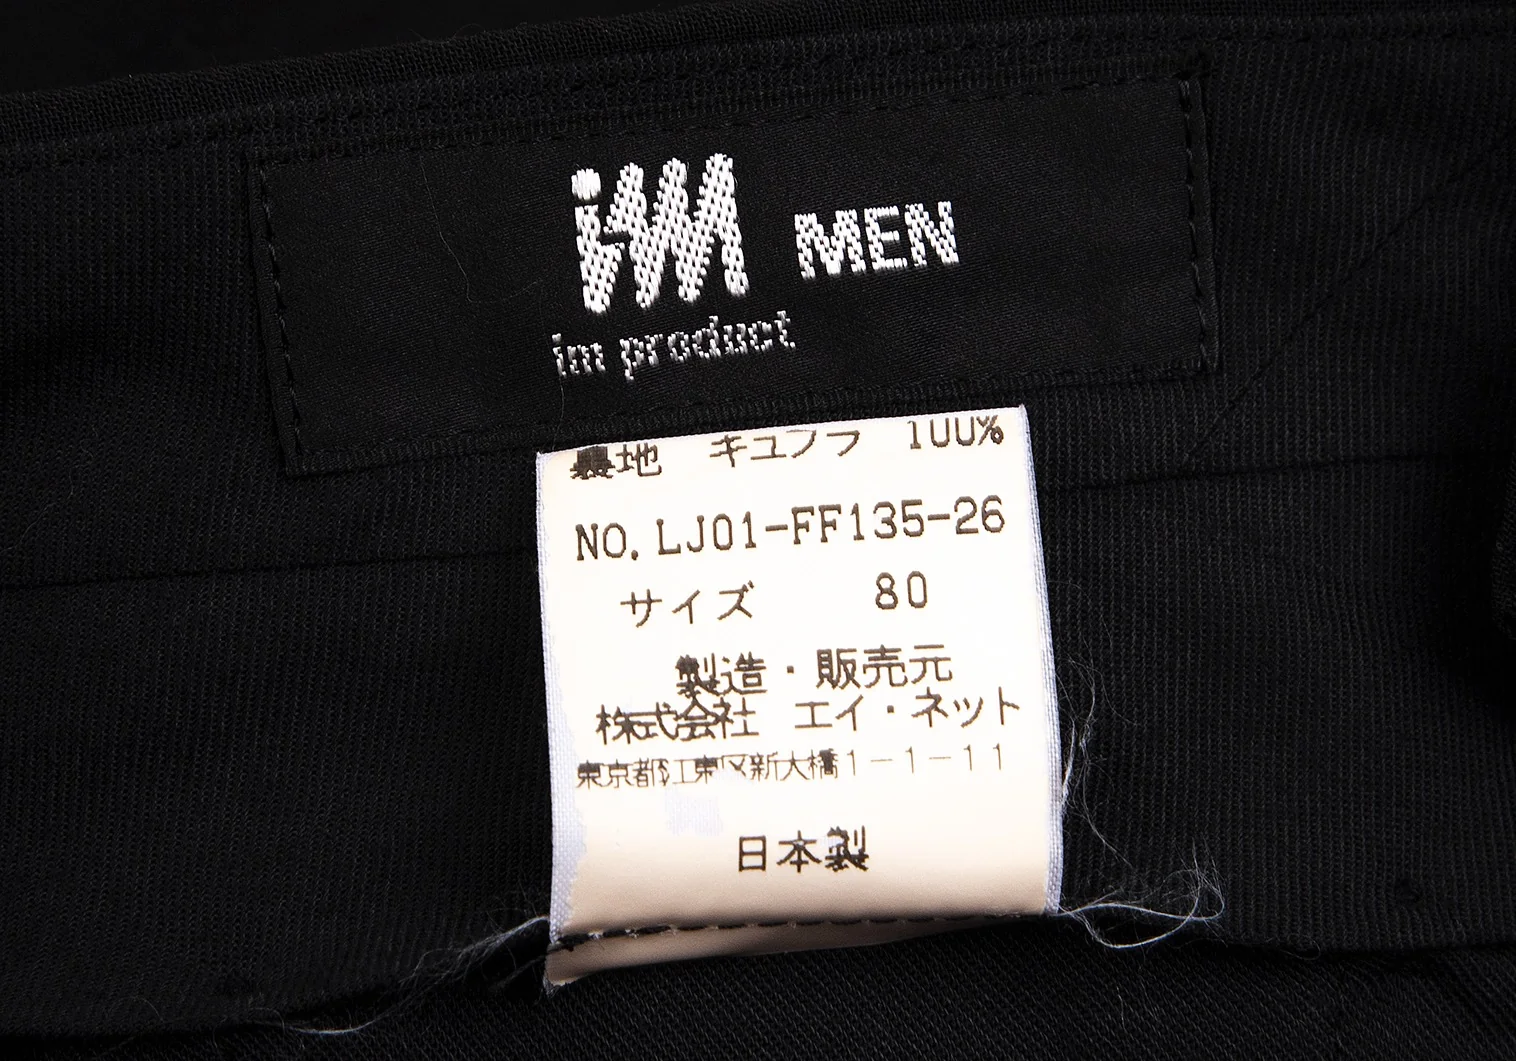 im MEN
im product
裏地 キュプラ 100%
NO. LJ01-FF135-26
サイズ 80
製造・販売元
株式会社 エイ・ネット
東京都江東区新大橋1-1-11
日本製